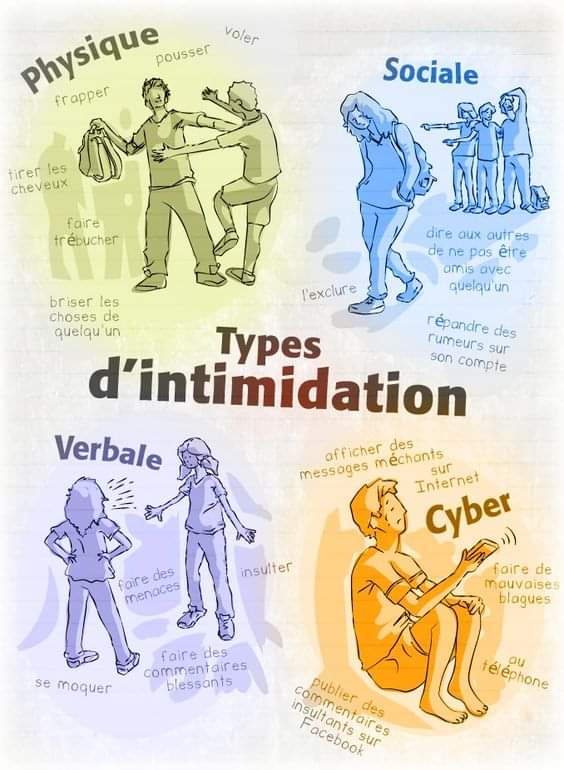 Physique
voler
pousser
frapper
tirer les
cheveux
faire
trébucher
briser les
choses de
quelqu'un
Sociale
dire aux autres
de ne pas être
amis avec
quelqu'un
l'exclure
répandre des
rumeurs sur
son compte
Types
d'intimidation
Verbale
faire des
menaces
insulter
faire des
commentaires
blessants
se moquer
afficher des
messages méchants
sur
Internet
Cyber
faire de
mauvaises
blagues
au
téléphone
publier des
commentaires
insultants sur
Facebook